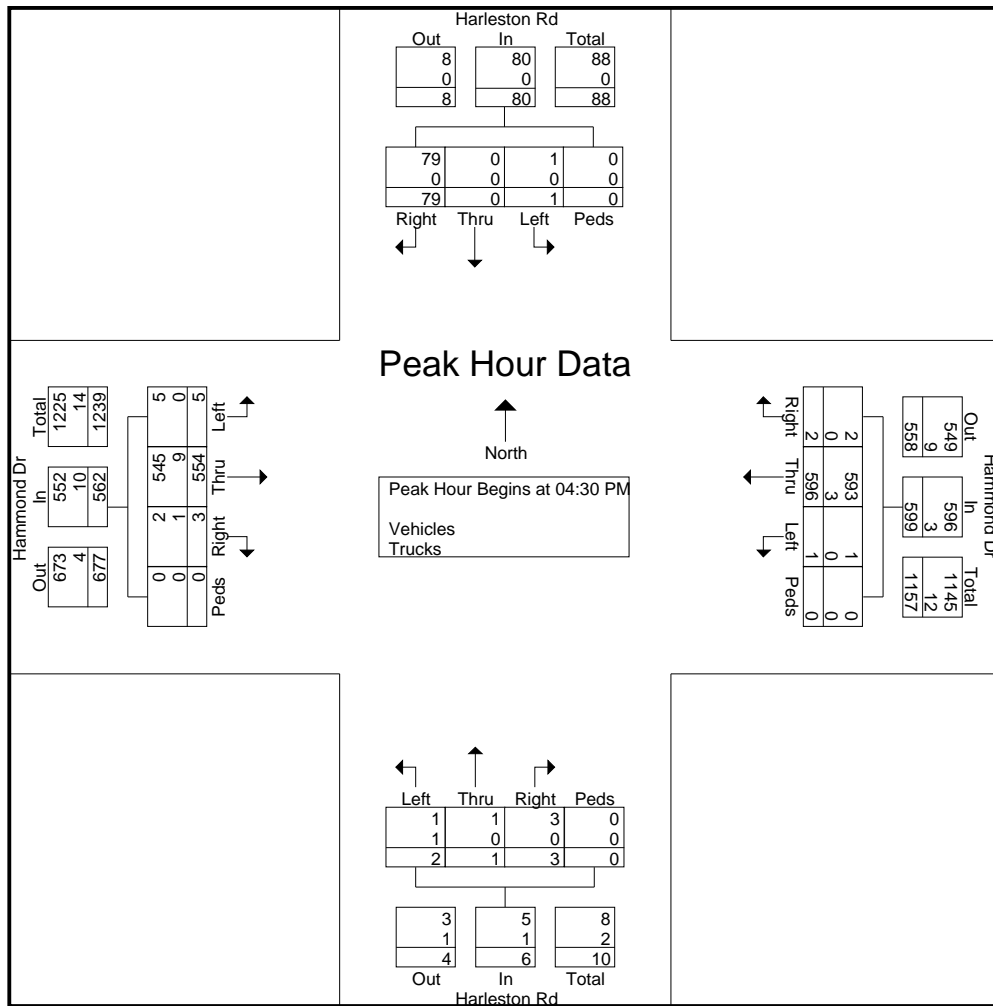 Harleston Rd
Out In Total
8 80 88
0 0 0
8 80 88
79 0 1 0
0 0 0 0
79 0 1 0
Right Thru Left Peds
Peak Hour Data
North
Peak Hour Begins at 04:30 PM
Vehicles
Trucks
Hammond Dr
Out In Total
673 552 1225
4 10 14
677 562 1239
Peds Right Thru Left
0 2 545 5
0 1 9 0
0 3 554 5
Hammond Dr
Out In Total
549 596 1145
9 3 12
558 599 1157
2 593 1 0
0 3 0 0
2 596 1 0
Right Thru Left Peds
Left Thru Right Peds
1 1 3 0
1 0 0 0
2 1 3 0
3 5 8
1 1 2
4 6 10
Out In Total
Harleston Rd